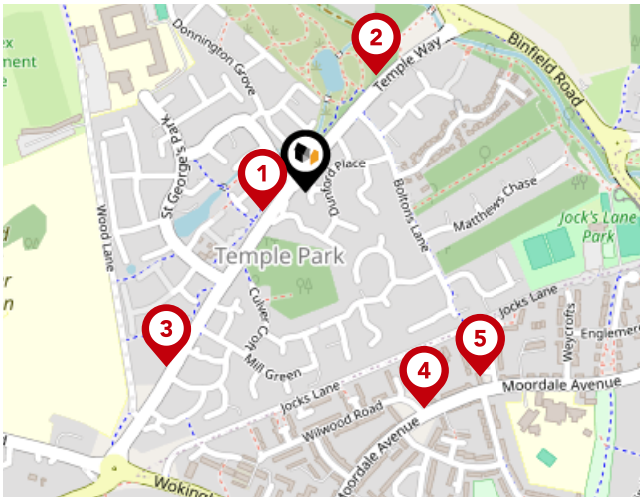 Donnington Grove
2
Temple Way
Binfield Road
ex
ment
e
St George's Park
1
Dunford Place
Boltons Lane
Matthews Chase
Jock's Lane
Park
Wood Lane
Temple Park
r
n
Culver Croft
Mill Green
3
Jocks Lane
Jocks Lane
Weycrofts
Englemere
4
5
Wilwood Road
Moordale Avenue
Moordale Avenue
d
Woking